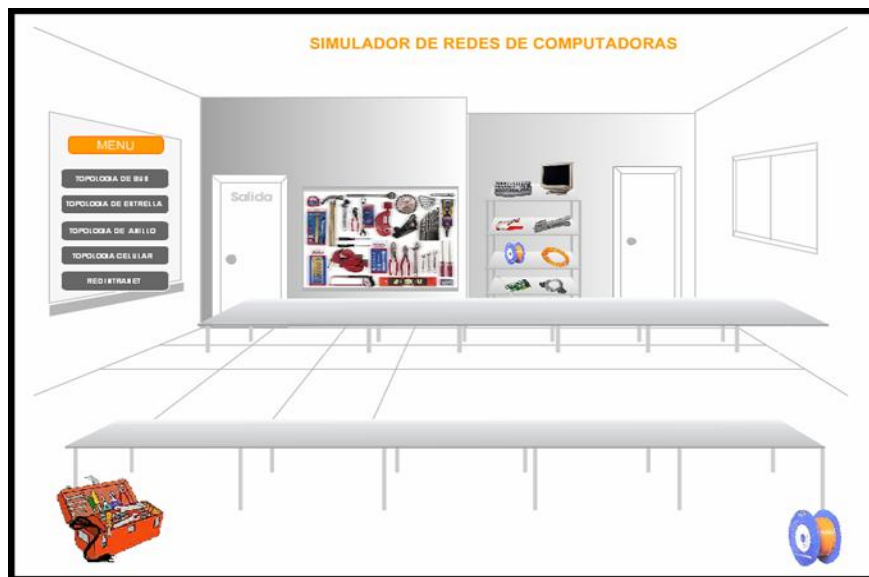 SIMULADOR DE REDES DE COMPUTADORAS
MENU
TOPOLOGIA DE BUS
TOPOLOGIA DE ESTRELLA
TOPOLOGIA DE ANILLO
TOPOLOGIA CELULAR
RED INTRANET
Salida